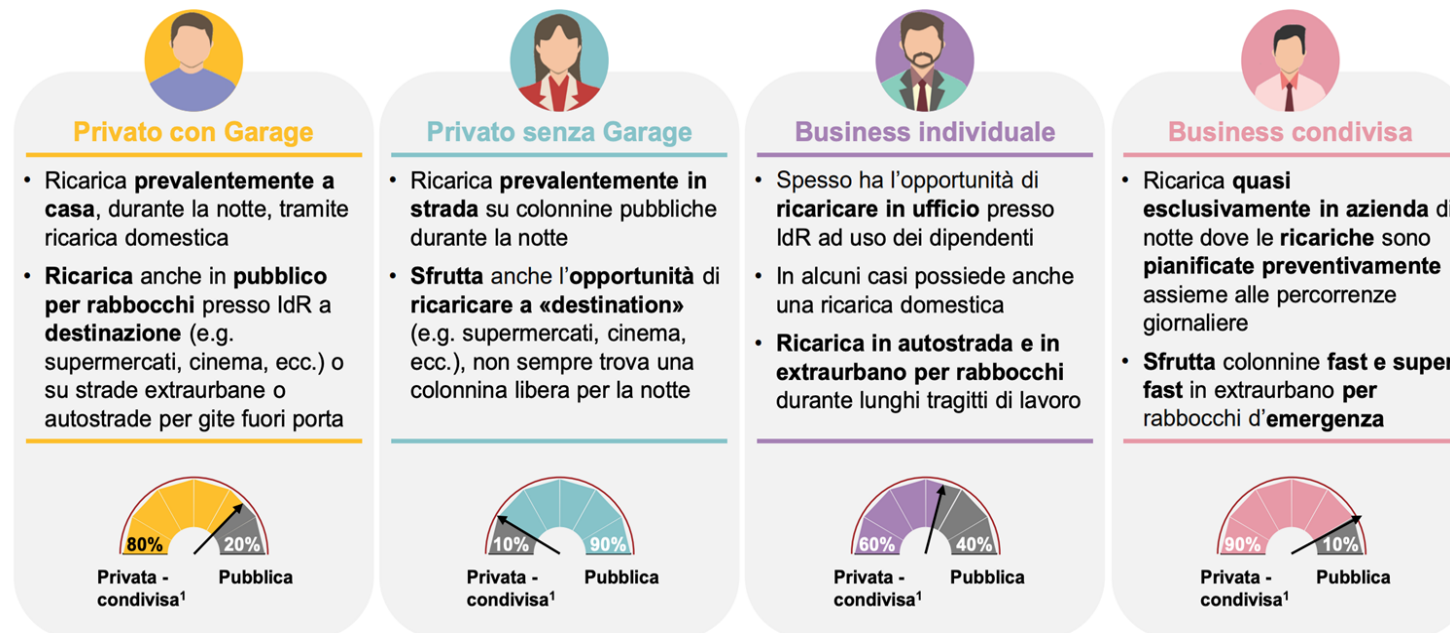 Privato con Garage
• Ricarica prevalentemente a
casa, durante la notte, tramite
ricarica domestica
• Ricarica anche in pubblico
per rabbocchi presso IdR a
destinazione (e.g.
supermercati, cinema, ecc.) o
su strade extraurbane o
autostrade per gite fuori porta
80%
20%
Privata -
condivisa¹
Pubblica
Privato senza Garage
• Ricarica prevalentemente in
strada su colonnine pubbliche
durante la notte
• Sfrutta anche l'opportunità di
ricaricare a «destination»
(e.g. supermercati, cinema,
ecc.), non sempre trova una
colonnina libera per la notte
10%
90%
Privata -
condivisa¹
Pubblica
Business individuale
• Spesso ha l'opportunità di
ricaricare in ufficio presso
IdR ad uso dei dipendenti
• In alcuni casi possiede anche
una ricarica domestica
• Ricarica in autostrada e in
extraurbano per rabbocchi
durante lunghi tragitti di lavoro
60%
40%
Privata -
condivisa¹
Pubblica
Business condivisa
• Ricarica quasi
esclusivamente in azienda di
notte dove le ricariche sono
pianificate preventivamente
assieme alle percorrenze
giornaliere
• Sfrutta colonnine fast e super
fast in extraurbano per
rabbocchi d'emergenza
90%
10%
Privata -
condivisa¹
Pubblica